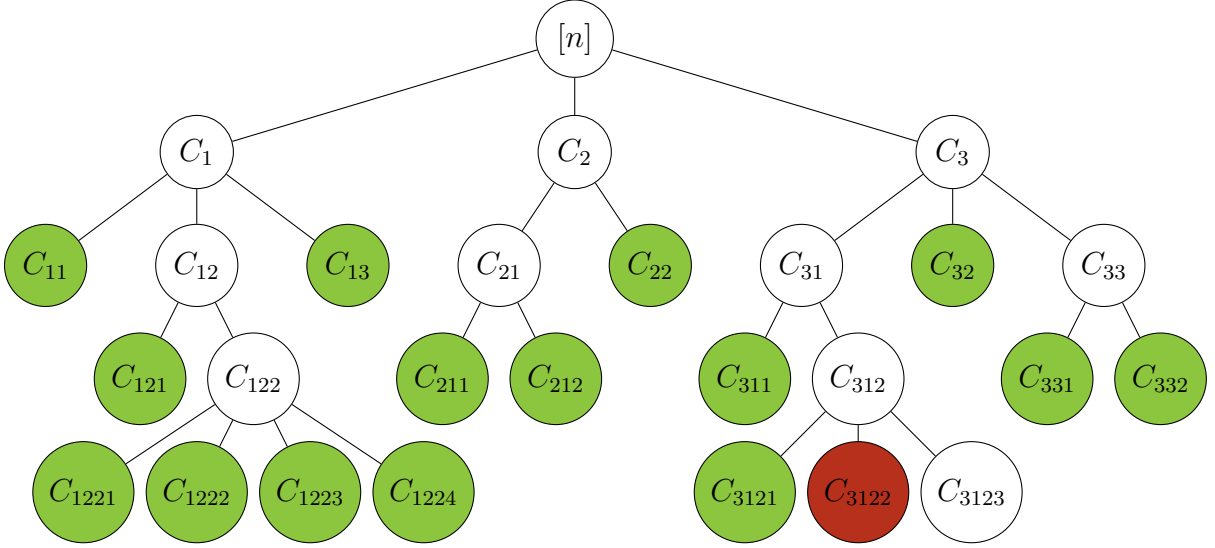 [n]
C₁ C₂ C₃
C₁₁ C₁₂ C₁₃ C₂₁ C₂₂ C₃₁ C₃₂ C₃₃
C₁₂₁ C₁₂₂ C₂₁₁ C₂₁₂ C₃₁₁ C₃₁₂ C₃₃₁ C₃₃₂
C₁₂₂₁ C₁₂₂₂ C₁₂₂₃ C₁₂₂₄ C₃₁₂₁ C₃₁₂₂ C₃₁₂₃